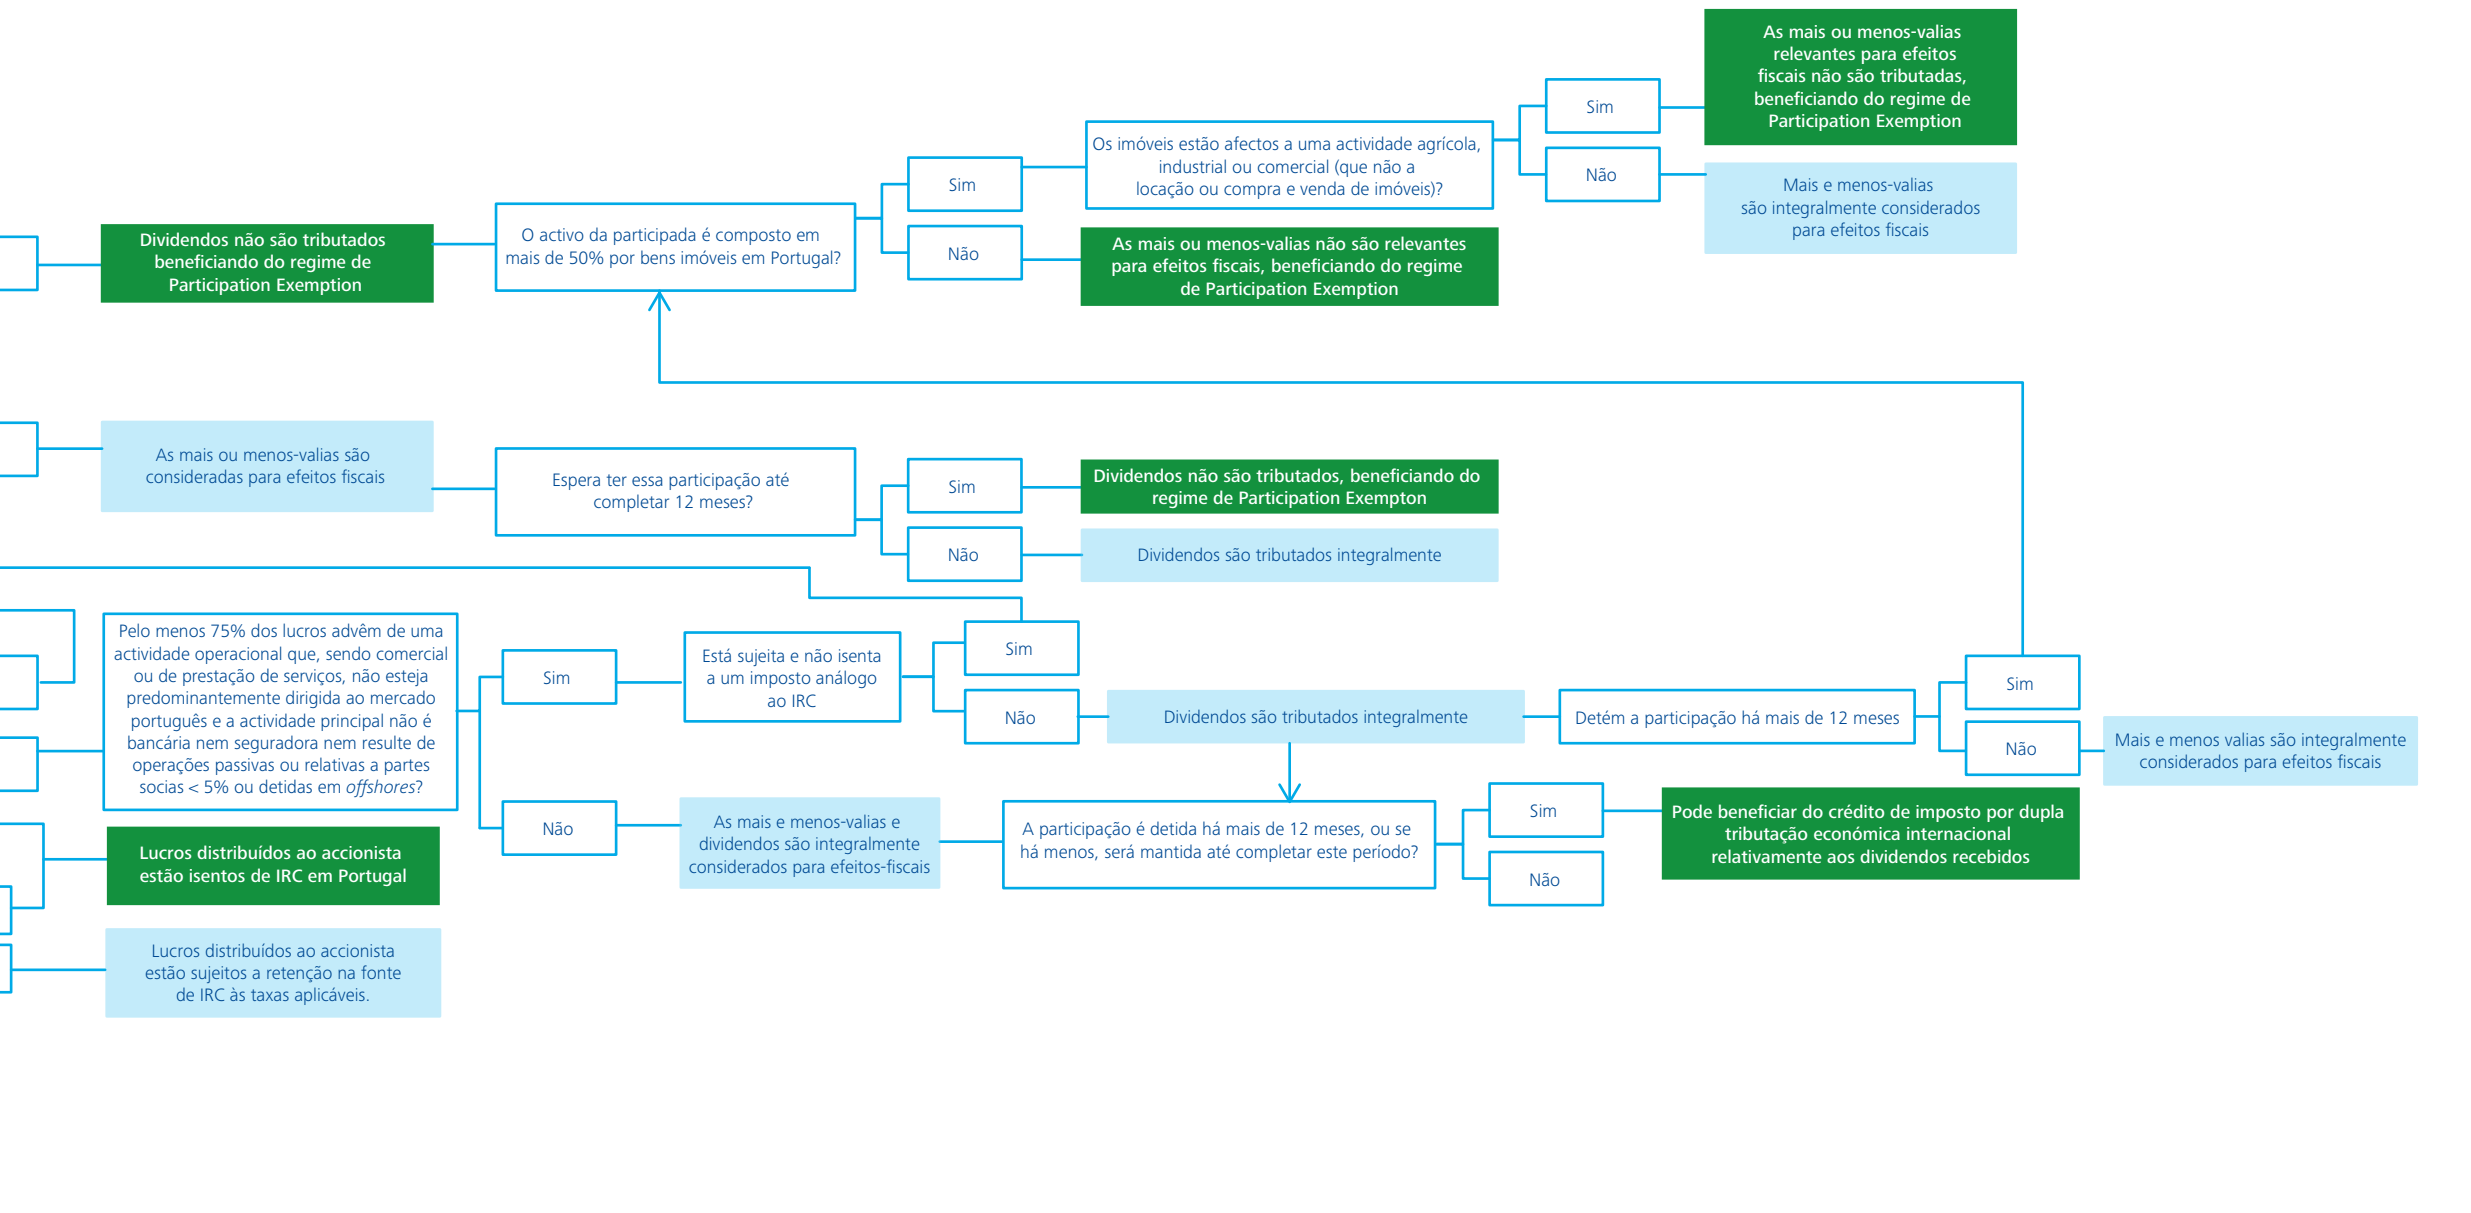 As mais ou menos-valias
relevantes para efeitos
fiscais não são tributadas,
beneficiando do regime de
Participation Exemption
Sim
Os imóveis estão afectos a uma actividade agrícola,
industrial ou comercial (que não a
locação ou compra e venda de imóveis)?
Não
Mais e menos-valias
são integralmente considerados
para efeitos fiscais
Sim
Dividendos não são tributados
beneficiando do regime de
Participation Exemption
O activo da participada é composto em
mais de 50% por bens imóveis em Portugal?
Não
As mais ou menos-valias não são relevantes
para efeitos fiscais, beneficiando do regime
de Participation Exemption
As mais ou menos-valias são
consideradas para efeitos fiscais
Espera ter essa participação até
completar 12 meses?
Sim
Dividendos não são tributados, beneficiando do
regime de Participation Exempton
Não
Dividendos são tributados integralmente
Pelo menos 75% dos lucros advêm de uma
actividade operacional que, sendo comercial
ou de prestação de serviços, não esteja
predominantemente dirigida ao mercado
português e a actividade principal não é
bancária nem seguradora nem resulte de
operações passivas ou relativas a partes
socias < 5% ou detidas em offshores?
Sim
Está sujeita e não isenta
a um imposto análogo
ao IRC
Sim
Não
Dividendos são tributados integralmente
Detém a participação há mais de 12 meses
Sim
Não
Mais e menos valias são integralmente
considerados para efeitos fiscais
Não
As mais e menos-valias e
dividendos são integralmente
considerados para efeitos-fiscais
A participação é detida há mais de 12 meses, ou se
há menos, será mantida até completar este período?
Sim
Pode beneficiar do crédito de imposto por dupla
tributação económica internacional
relativamente aos dividendos recebidos
Não
Lucros distribuídos ao accionista
estão isentos de IRC em Portugal
Lucros distribuídos ao accionista
estão sujeitos a retenção na fonte
de IRC às taxas aplicáveis.